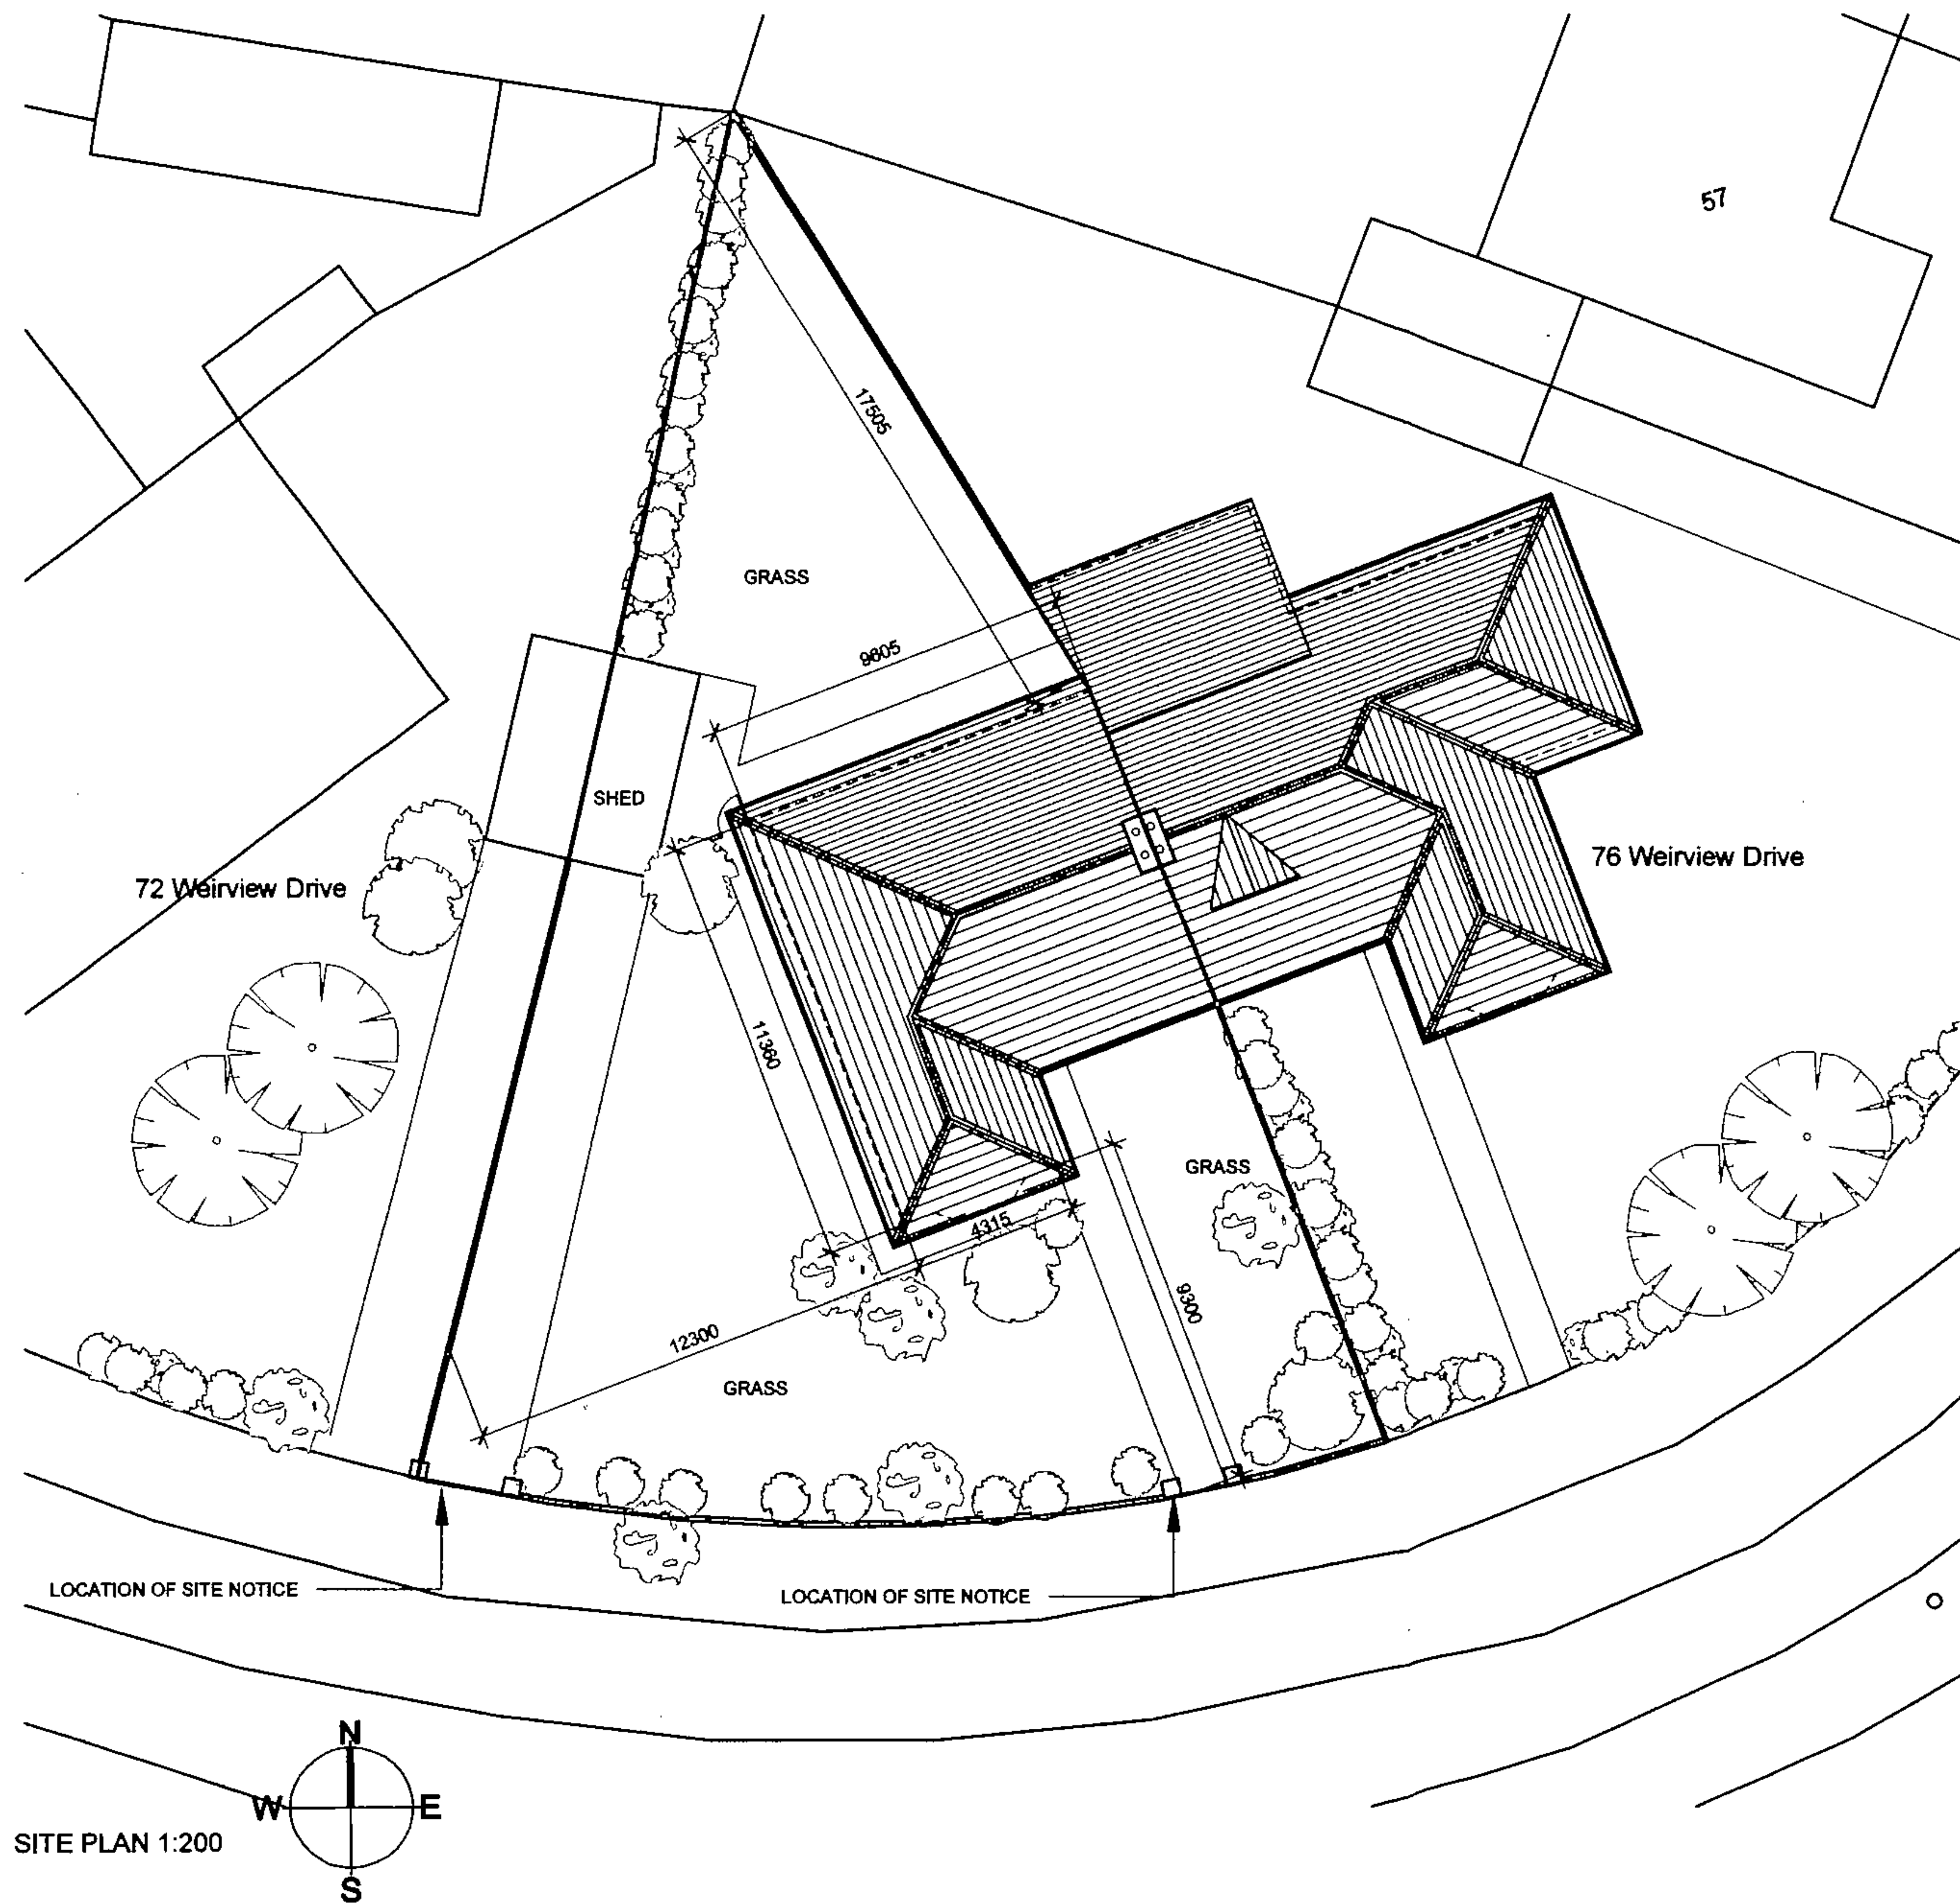 57
17505
GRASS
9605
SHED
76 Weirview Drive
72 Weirview Drive
11360
GRASS
4315
9300
12300
GRASS
LOCATION OF SITE NOTICE
LOCATION OF SITE NOTICE
N
W
E
S
SITE PLAN 1:200